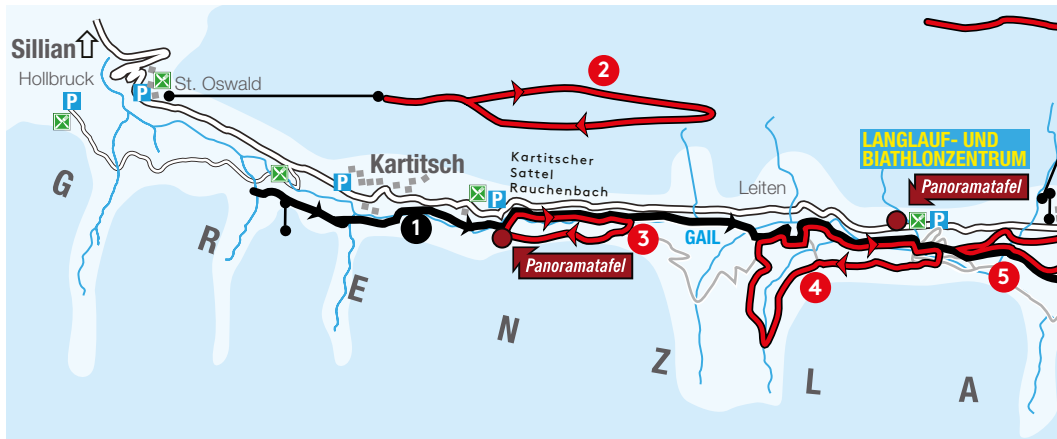 Sillian
Hollbruck
P
P
St. Oswald
2
P
Kartitsch
P
Kartitscher
Sattel
Rauchenbach
Leiten
LANGLAUF- UND
BIATHLONZENTRUM
Panoramatafel
P
1
3
GAIL
Panoramatafel
4
5
G
R
E
N
Z
L
A